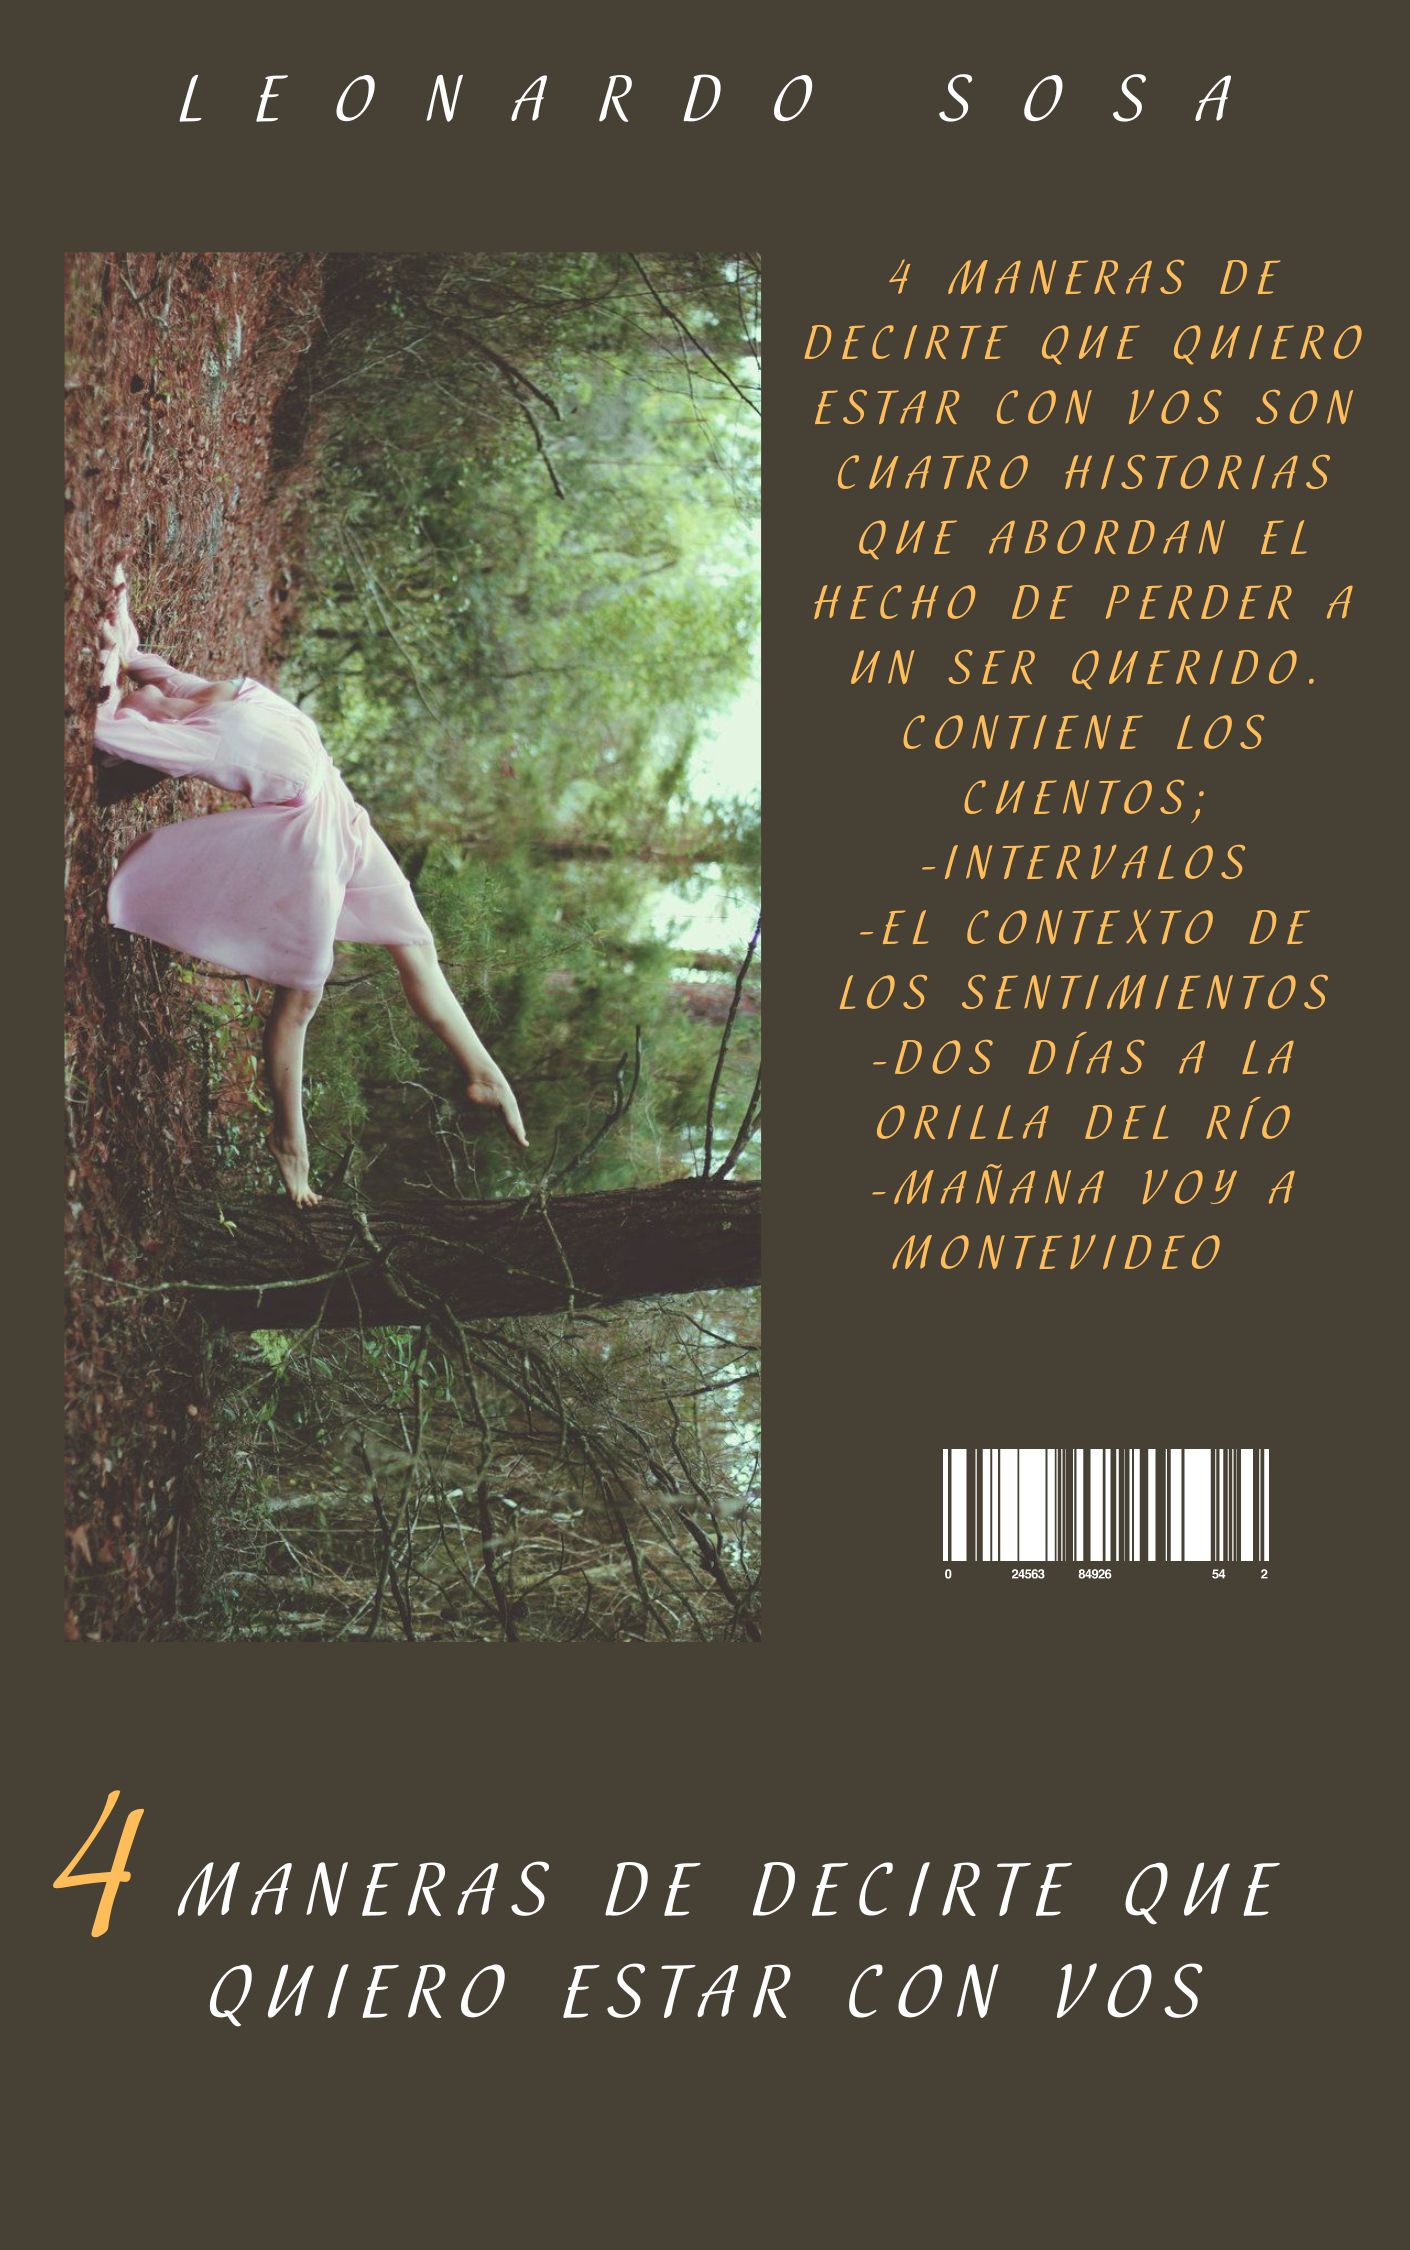 LEONARDO SOSA
4 MANERAS DE
DECIRTE QUE QUIERO
ESTAR CON VOS SON
CUATRO HISTORIAS
QUE ABORDAN EL
HECHO DE PERDER A
UN SER QUERIDO.
CONTIENE LOS
CUENTOS;
-INTERVALOS
-EL CONTEXTO DE
LOS SENTIMIENTOS
-DOS DÍAS A LA
ORILLA DEL RÍO
-MAÑANA VOY A
MONTEVIDEO
0 24563 84926 54 2
4 MANERAS DE DECIRTE QUE
QUIERO ESTAR CON VOS